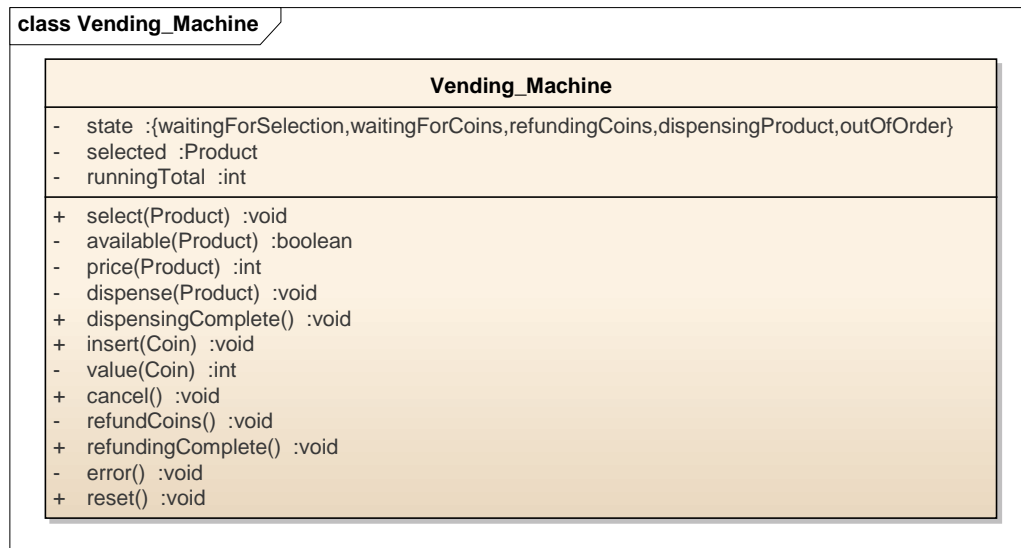 class Vending_Machine
Vending_Machine
- state :{waitingForSelection,waitingForCoins,refundingCoins,dispensingProduct,outOfOrder}
- selected :Product
- runningTotal :int
+ select(Product) :void
- available(Product) :boolean
- price(Product) :int
- dispense(Product) :void
+ dispensingComplete() :void
+ insert(Coin) :void
- value(Coin) :int
+ cancel() :void
- refundCoins() :void
+ refundingComplete() :void
- error() :void
+ reset() :void